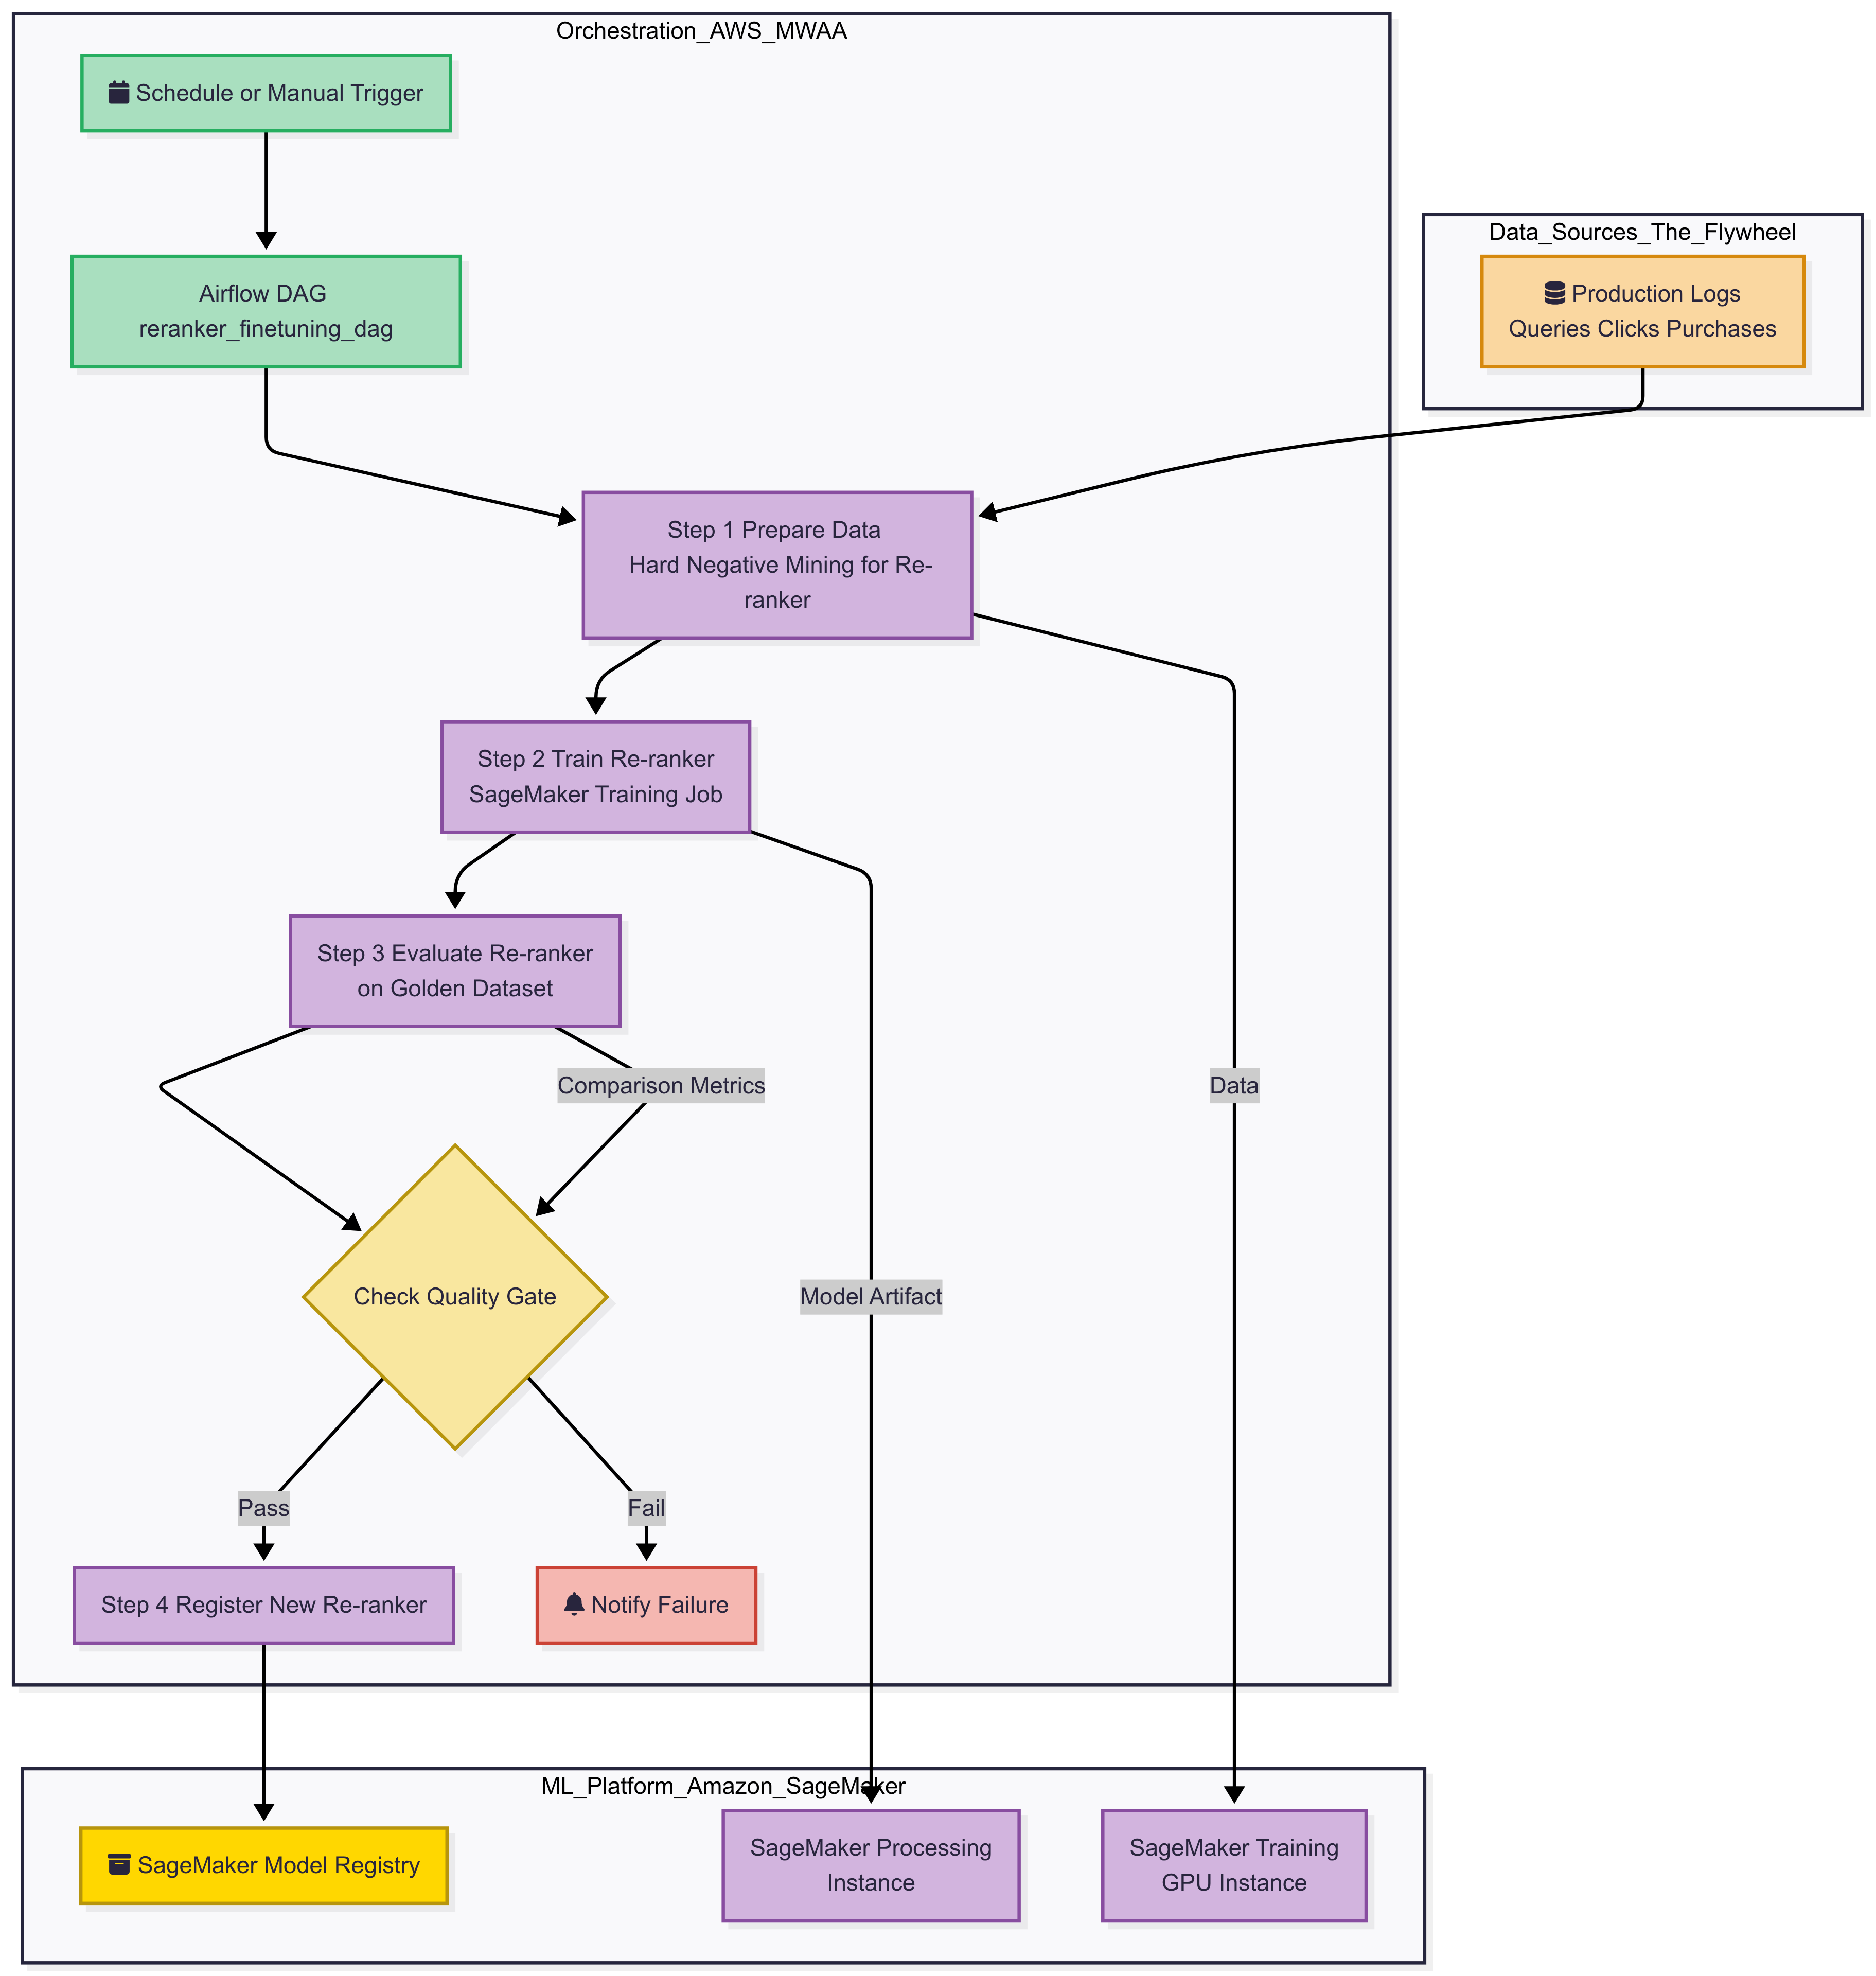 Orchestration_AWS_MWAA
Schedule or Manual Trigger
Data_Sources_The_Flywheel
Airflow DAG
reranker_finetuning_dag
Production Logs
Queries Clicks Purchases
Step 1 Prepare Data
Hard Negative Mining for Re-
ranker
Step 2 Train Re-ranker
SageMaker Training Job
Step 3 Evaluate Re-ranker
on Golden Dataset
Comparison Metrics
Data
Check Quality Gate
Model Artifact
Pass
Fail
Step 4 Register New Re-ranker
Notify Failure
ML_Platform_Amazon_SageMaker
SageMaker Model Registry
SageMaker Processing
Instance
SageMaker Training
GPU Instance